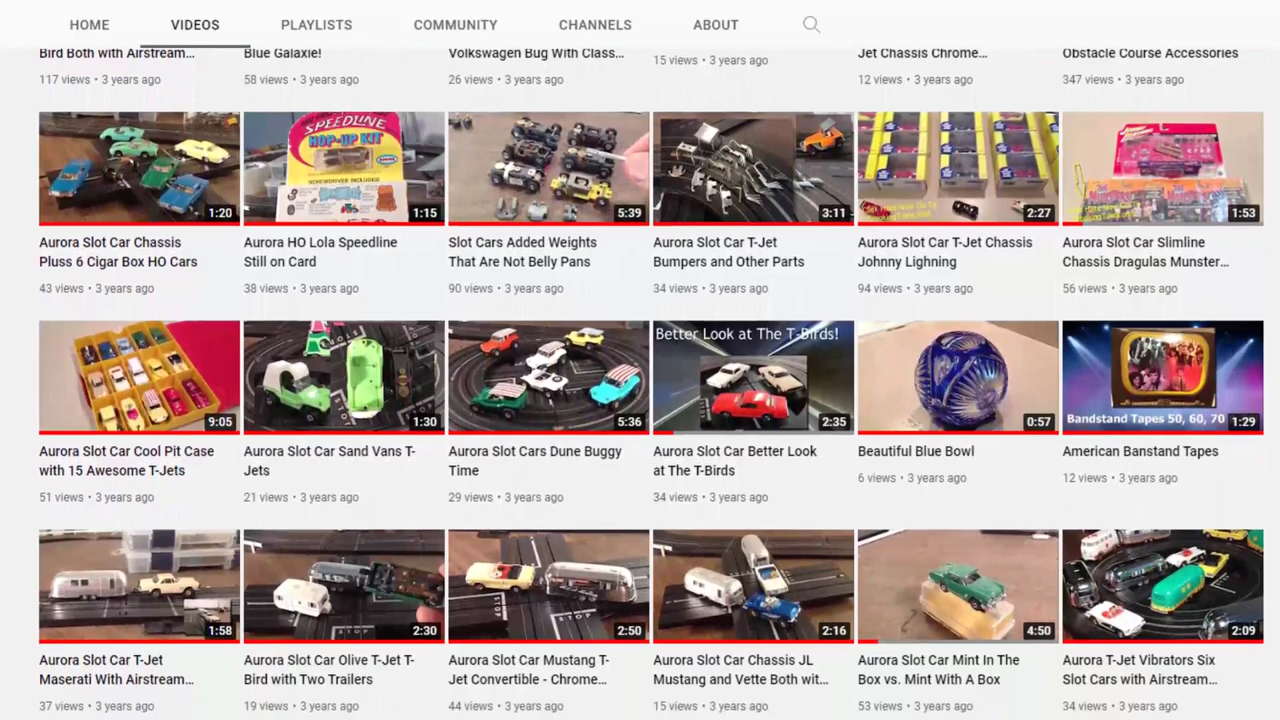 HOME VIDEOS PLAYLISTS COMMUNITY CHANNELS ABOUT
Bird Both with Airstream... Blue Galaxie! Volkswagen Bug With Class... Jet Chassis Chrome... Obstacle Course Accessories
117 views • 3 years ago 58 views • 3 years ago 26 views • 3 years ago 15 views • 3 years ago 12 views • 3 years ago 347 views • 3 years ago
SPEEDLINE
HOP-UP KIT
SCREWDRIVER INCLUDED
1:20 1:15 5:39 3:11 2:27 1:53
Aurora Slot Car Chassis Aurora HO Lola Speedline Slot Cars Added Weights Aurora Slot Car T-Jet Aurora Slot Car T-Jet Chassis Aurora Slot Car Slimline
Pluss 6 Cigar Box HO Cars Still on Card That Are Not Belly Pans Bumpers and Other Parts Johnny Lighning Chassis Dragulas Munster...
43 views • 3 years ago 38 views • 3 years ago 90 views • 3 years ago 34 views • 3 years ago 94 views • 3 years ago 56 views • 3 years ago
Better Look at The T-Birds!
Bandstand Tapes 50, 60, 70
9:05 1:30 5:36 2:35 0:57 1:29
Aurora Slot Car Cool Pit Case Aurora Slot Car Sand Vans T- Aurora Slot Cars Dune Buggy Aurora Slot Car Better Look Beautiful Blue Bowl American Banstand Tapes
with 15 Awesome T-Jets Jets Time at The T-Birds
51 views • 3 years ago 21 views • 3 years ago 29 views • 3 years ago 34 views • 3 years ago 6 views • 3 years ago 12 views • 3 years ago
STOP
STOP
1:58 2:30 2:50 2:16 4:50 2:09
Aurora Slot Car T-Jet Aurora Slot Car Olive T-Jet T- Aurora Slot Car Mustang T- Aurora Slot Car Chassis JL Aurora Slot Car Mint In The Aurora T-Jet Vibrators Six
Maserati With Airstream... Bird with Two Trailers Jet Convertible - Chrome... Mustang and Vette Both wit... Box vs. Mint With A Box Slot Cars with Airstream...
37 views • 3 years ago 19 views • 3 years ago 44 views • 3 years ago 15 views • 3 years ago 53 views • 3 years ago 34 views • 3 years ago